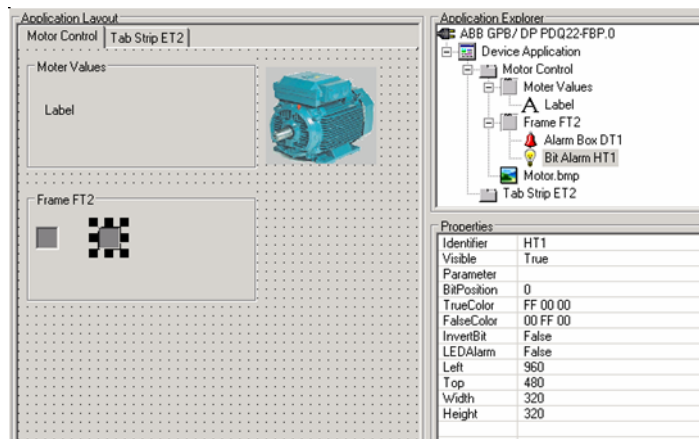 Application Layout
Motor Control
Tab Strip ET2
Moter Values
Label
Frame FT2
Application Explorer
ABB GPB/ DP PDQ22-FBP.0
Device Application
Motor Control
Moter Values
A Label
Frame FT2
Alarm Box DT1
Bit Alarm HT1
Motor.bmp
Tab Strip ET2
Properties
Identifier HT1
Visible True
Parameter
BitPosition 0
TrueColor FF 00 00
FalseColor 00 FF 00
InvertBit False
LEDAlarm False
Left 960
Top 480
Width 320
Height 320